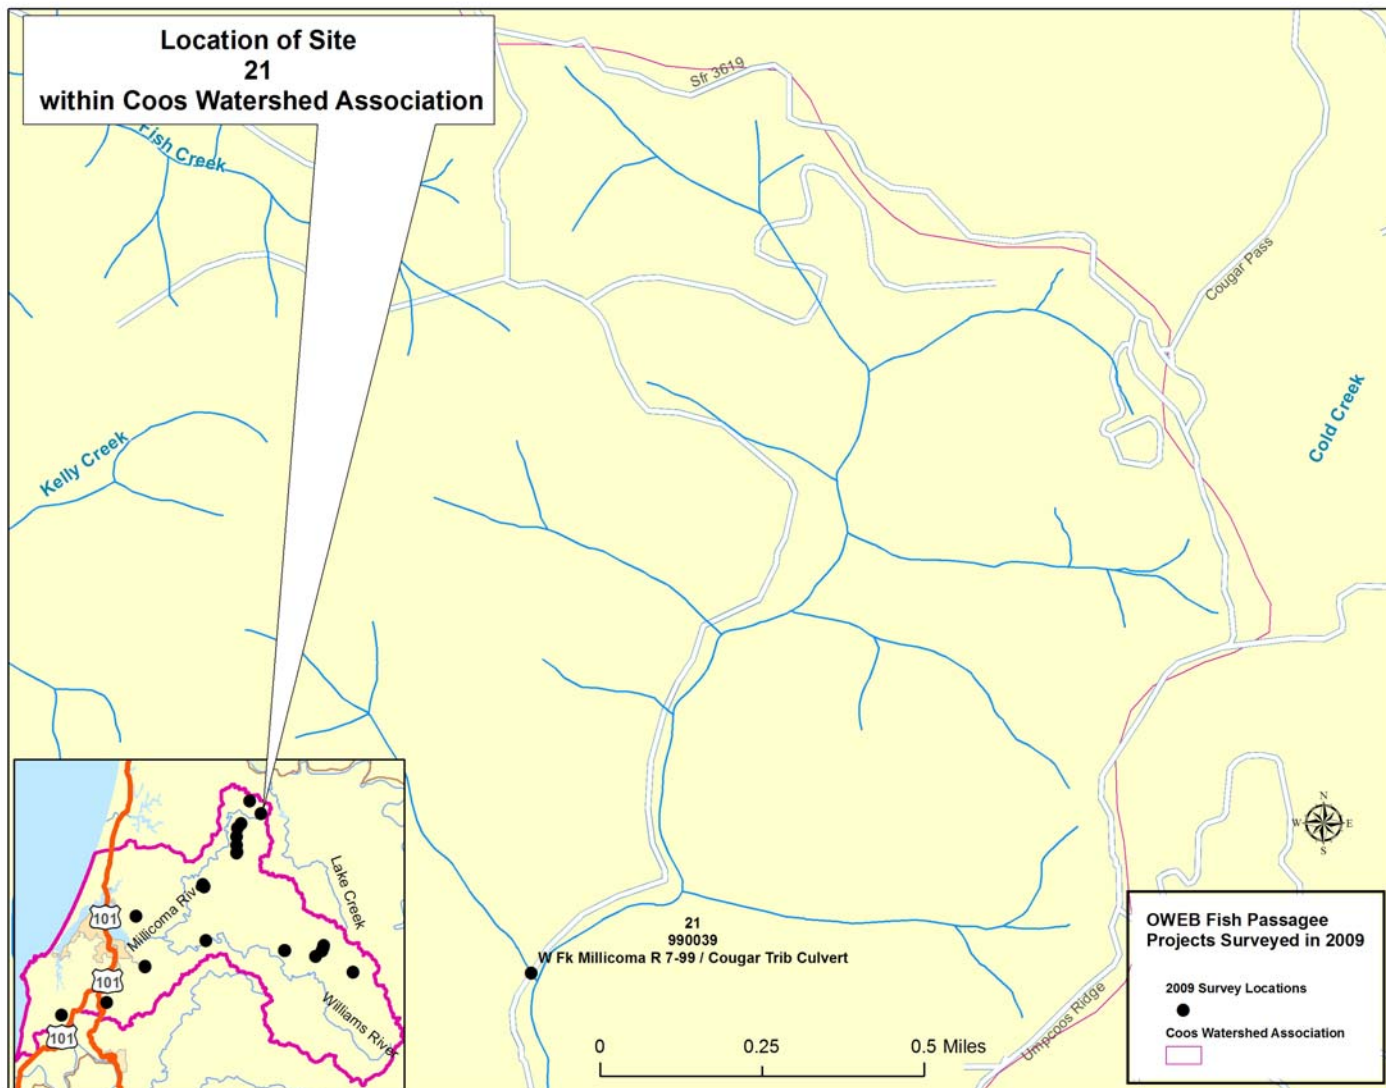 Location of Site
21
within Coos Watershed Association
Sfr 3619
Fish Creek
Cougar Pass
Cold Creek
Kelly Creek
21
990039
W Fk Millicoma R 7-99 / Cougar Trib Culvert
Umpcoos Ridge
0 0.25 0.5 Miles
N
W E
S
OWEB Fish Passagee
Projects Surveyed in 2009
2009 Survey Locations
Coos Watershed Association
Lake Creek
Millicoma Riv
101
101
Williams River
101